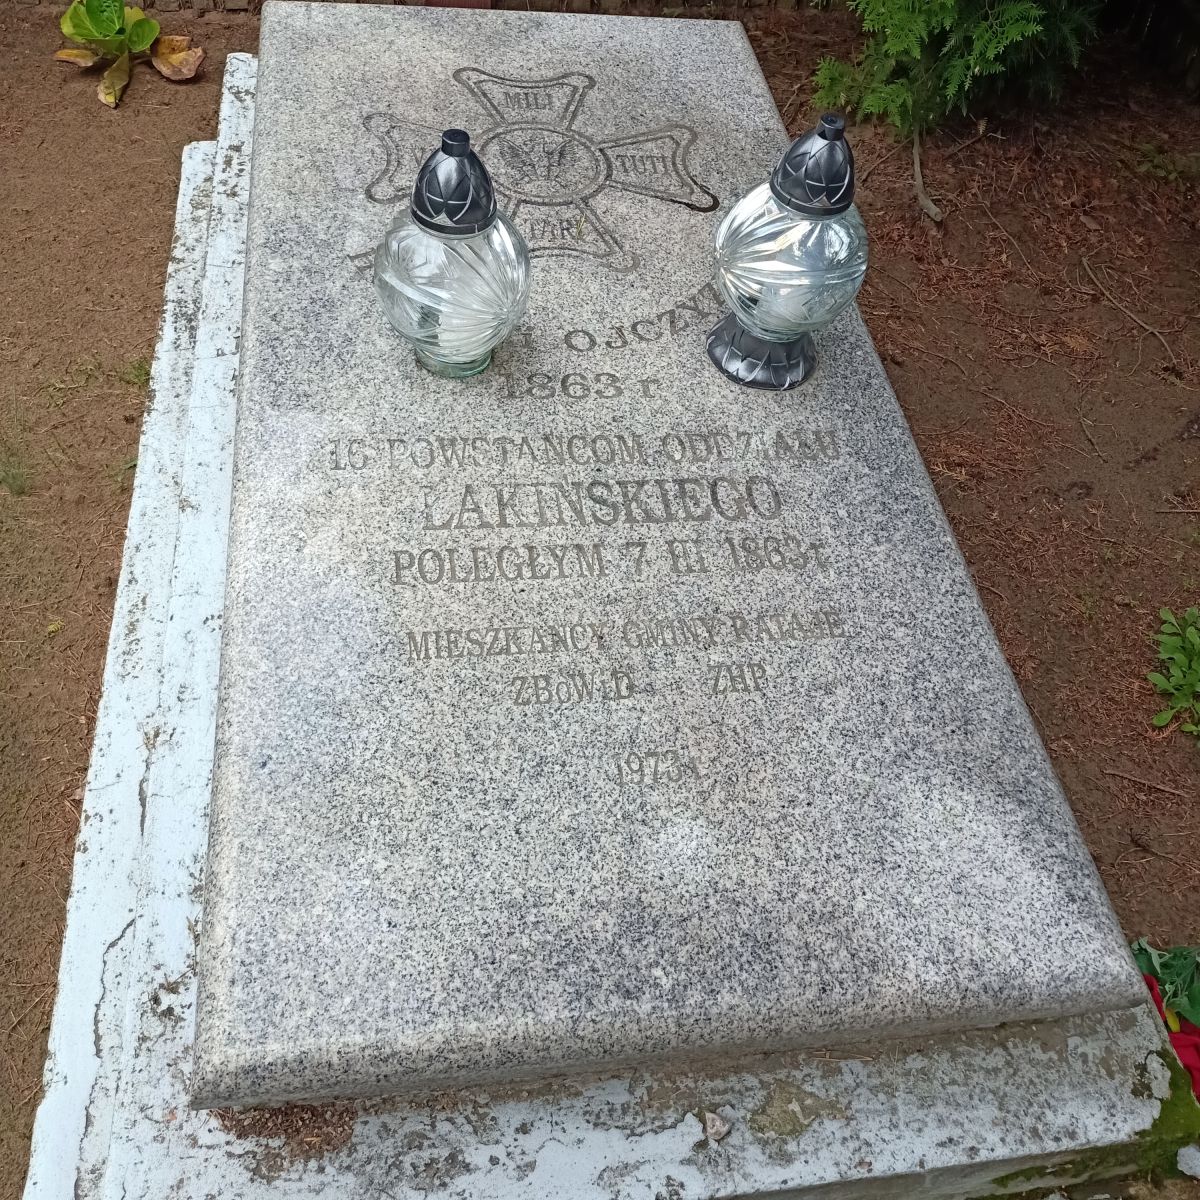 MILI
TUTI
OJCZY
1863 r
16 POWSTAŃCOM ODDZIAŁU
ŁAKIŃSKIEGO
POLEGŁYM 7 III 1863 r
MIESZKAŃCY GMINY RATAJE
ZBoWiD ZHP
1973 r